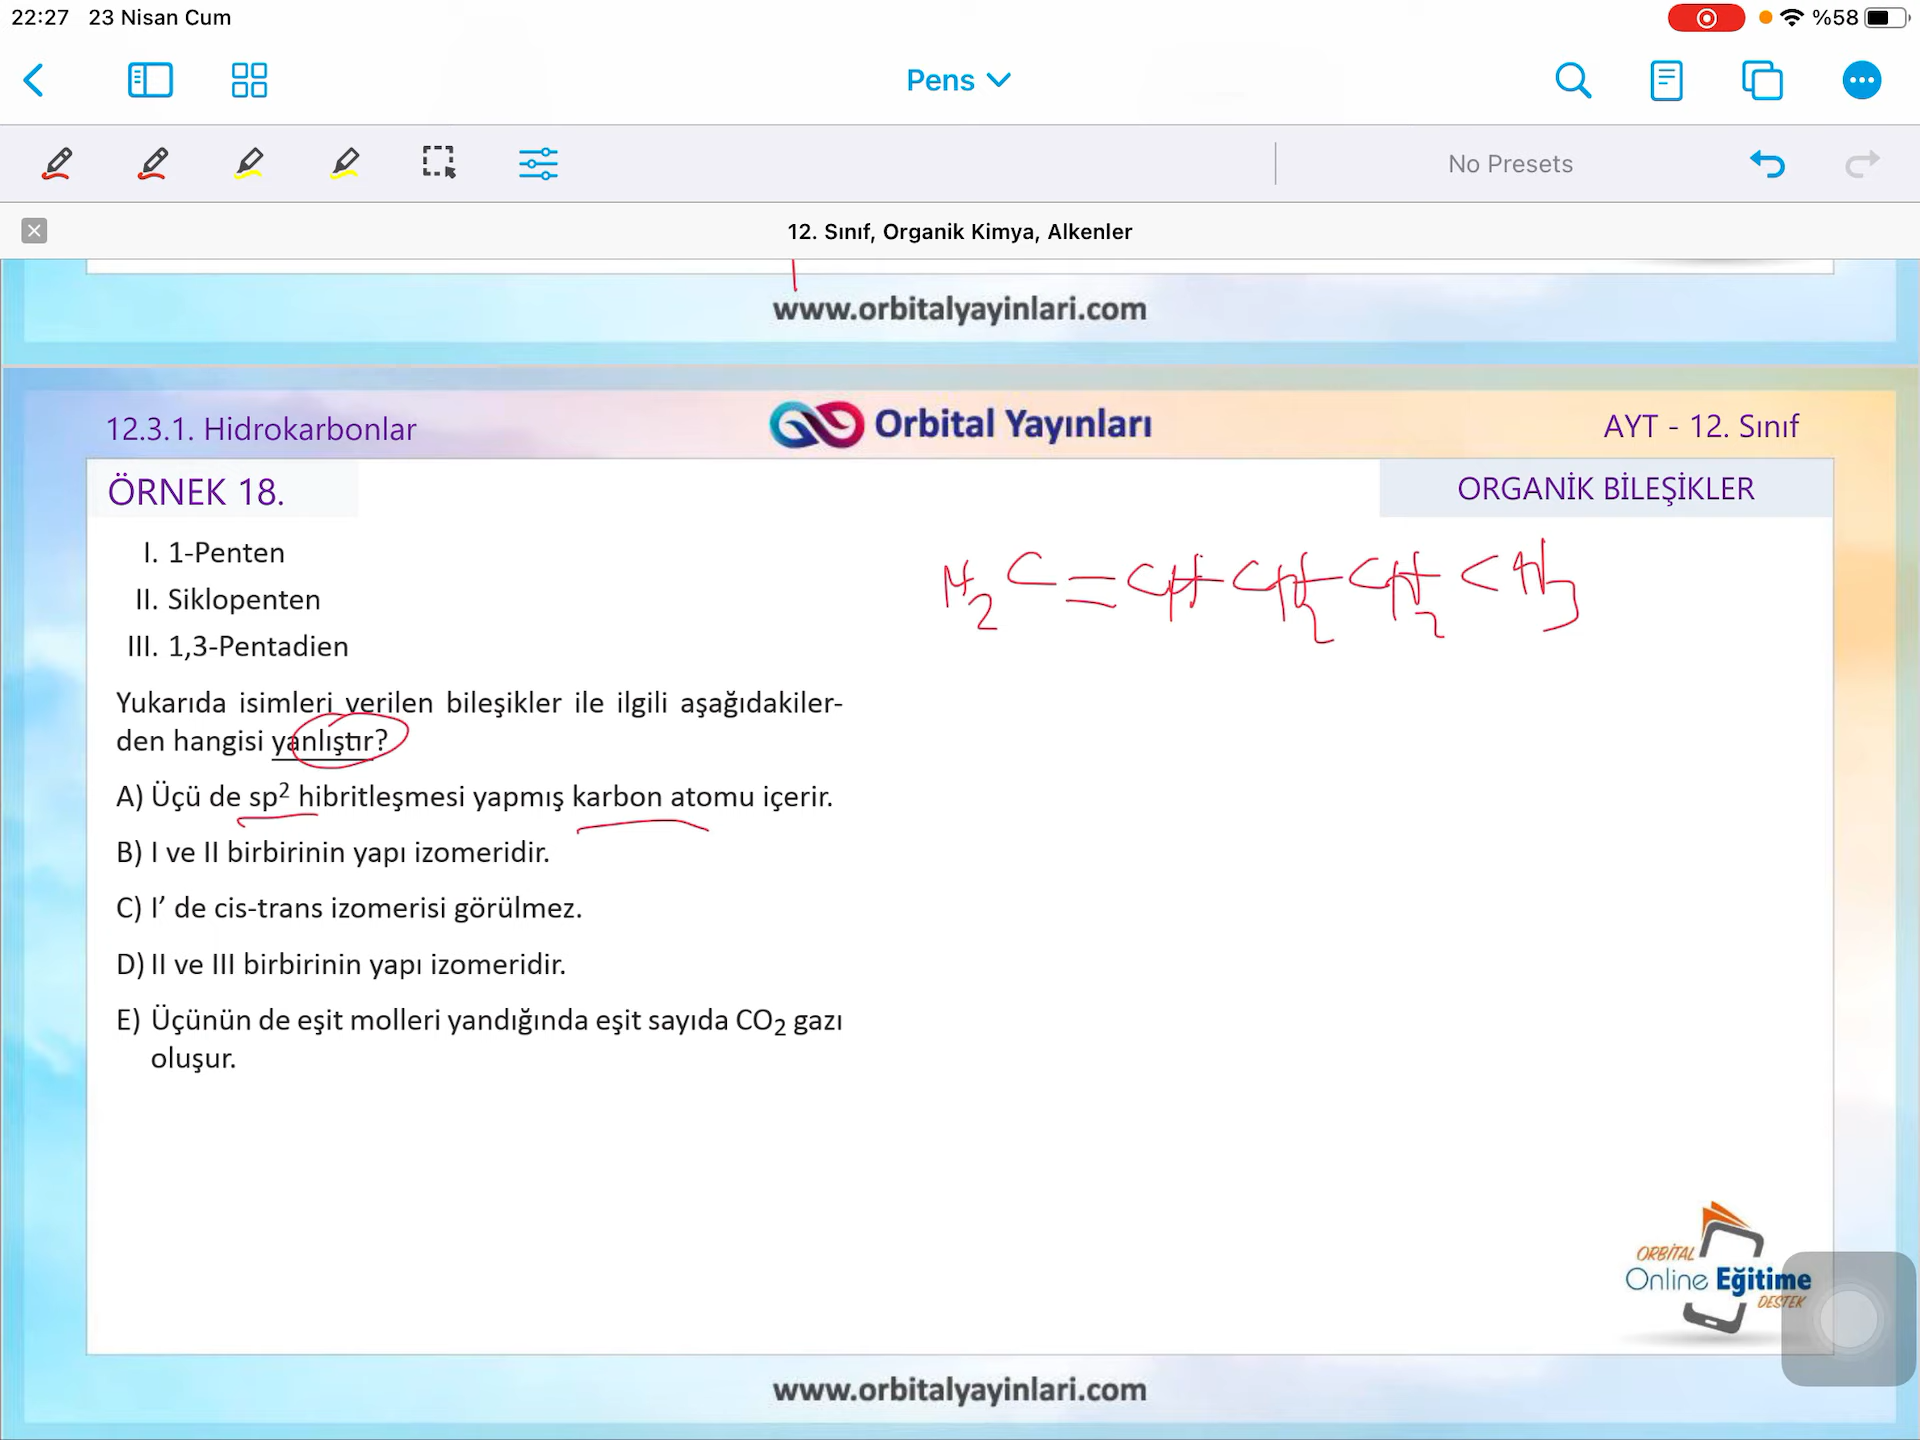 22:27 23 Nisan Cum
%58
Pens
No Presets
12. Sınıf, Organik Kimya, Alkenler
www.orbitalyayinlari.com
12.3.1. Hidrokarbonlar
Orbital Yayınları
AYT - 12. Sınıf
ÖRNEK 18.
ORGANİK BİLEŞİKLER
I. 1-Penten
II. Siklopenten
III. 1,3-Pentadien
H₂C=CH-CH₂-CH₂-CH₃
Yukarıda isimleri verilen bileşikler ile ilgili aşağıdakiler-
den hangisi yanlıştır?
A) Üçü de sp² hibritleşmesi yapmış karbon atomu içerir.
B) I ve II birbirinin yapı izomeridir.
C) I’ de cis-trans izomerisi görülmez.
D) II ve III birbirinin yapı izomeridir.
E) Üçünün de eşit molleri yandığında eşit sayıda CO₂ gazı
oluşur.
ORBİTAL
Online Eğitime
DESTEK
www.orbitalyayinlari.com